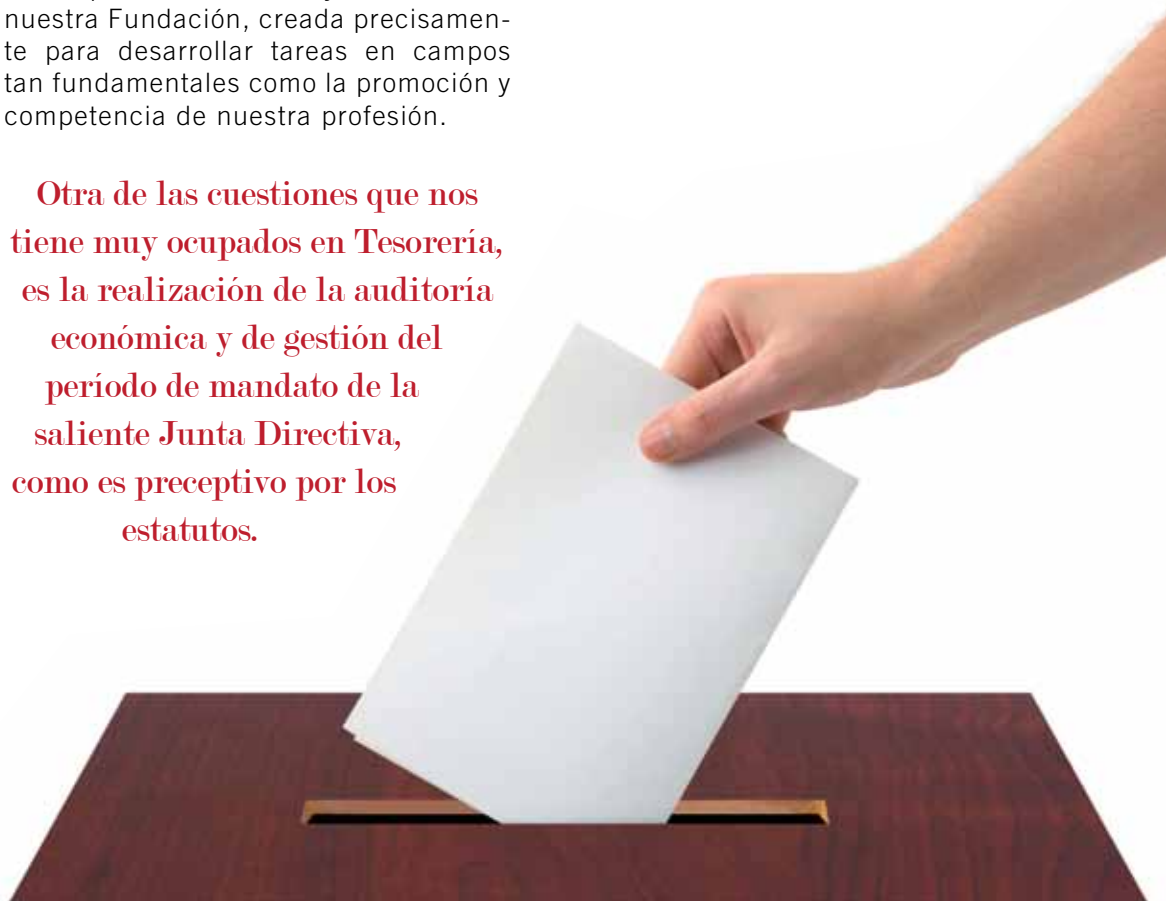 nuestra Fundación, creada precisamen-
te para desarrollar tareas en campos
tan fundamentales como la promoción y
competencia de nuestra profesión.
Otra de las cuestiones que nos
tiene muy ocupados en Tesorería,
es la realización de la auditoría
económica y de gestión del
período de mandato de la
saliente Junta Directiva,
como es preceptivo por los
estatutos.